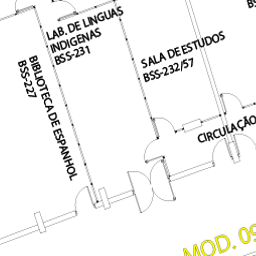 LAB. DE LINGUAS
INDIGENAS
BSS-231
SALA DE ESTUDOS
BSS-232/57
BIBLIOTECA DE ESPANHOL
BSS-227
CIRCULAÇÃO
MOD. 09